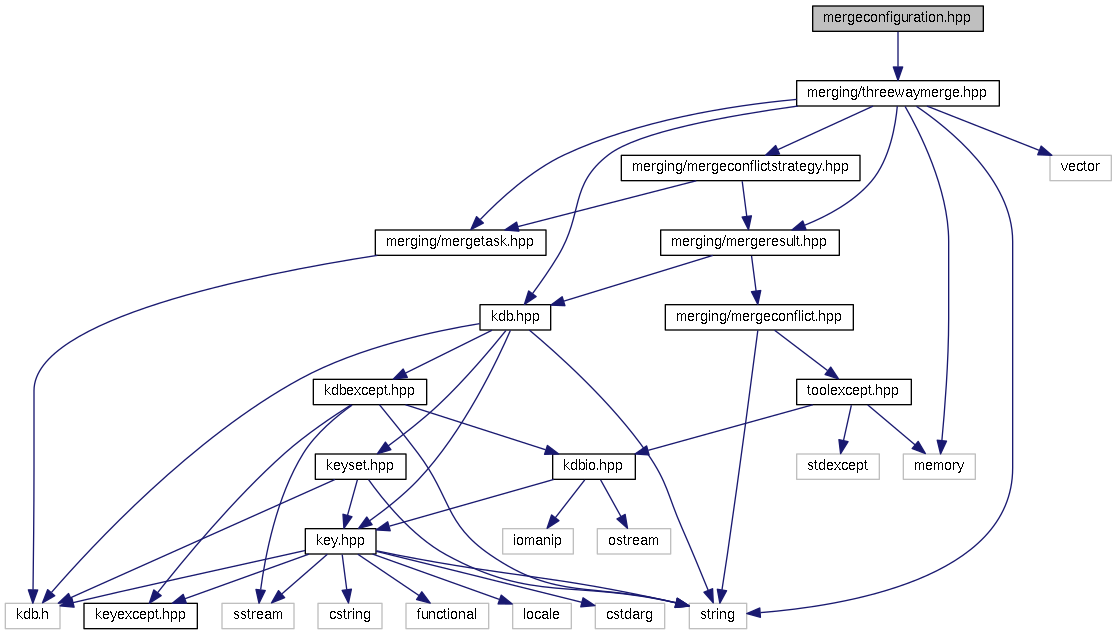 mergeconfiguration.hpp
merging/threewaymerge.hpp
merging/mergeconflictstrategy.hpp
vector
merging/mergetask.hpp
merging/mergeresult.hpp
kdb.hpp
merging/mergeconflict.hpp
kdbexcept.hpp
toolexcept.hpp
keyset.hpp
kdbio.hpp
stdexcept
memory
key.hpp
iomanip
ostream
kdb.h
keyexcept.hpp
sstream
cstring
functional
locale
cstdarg
string